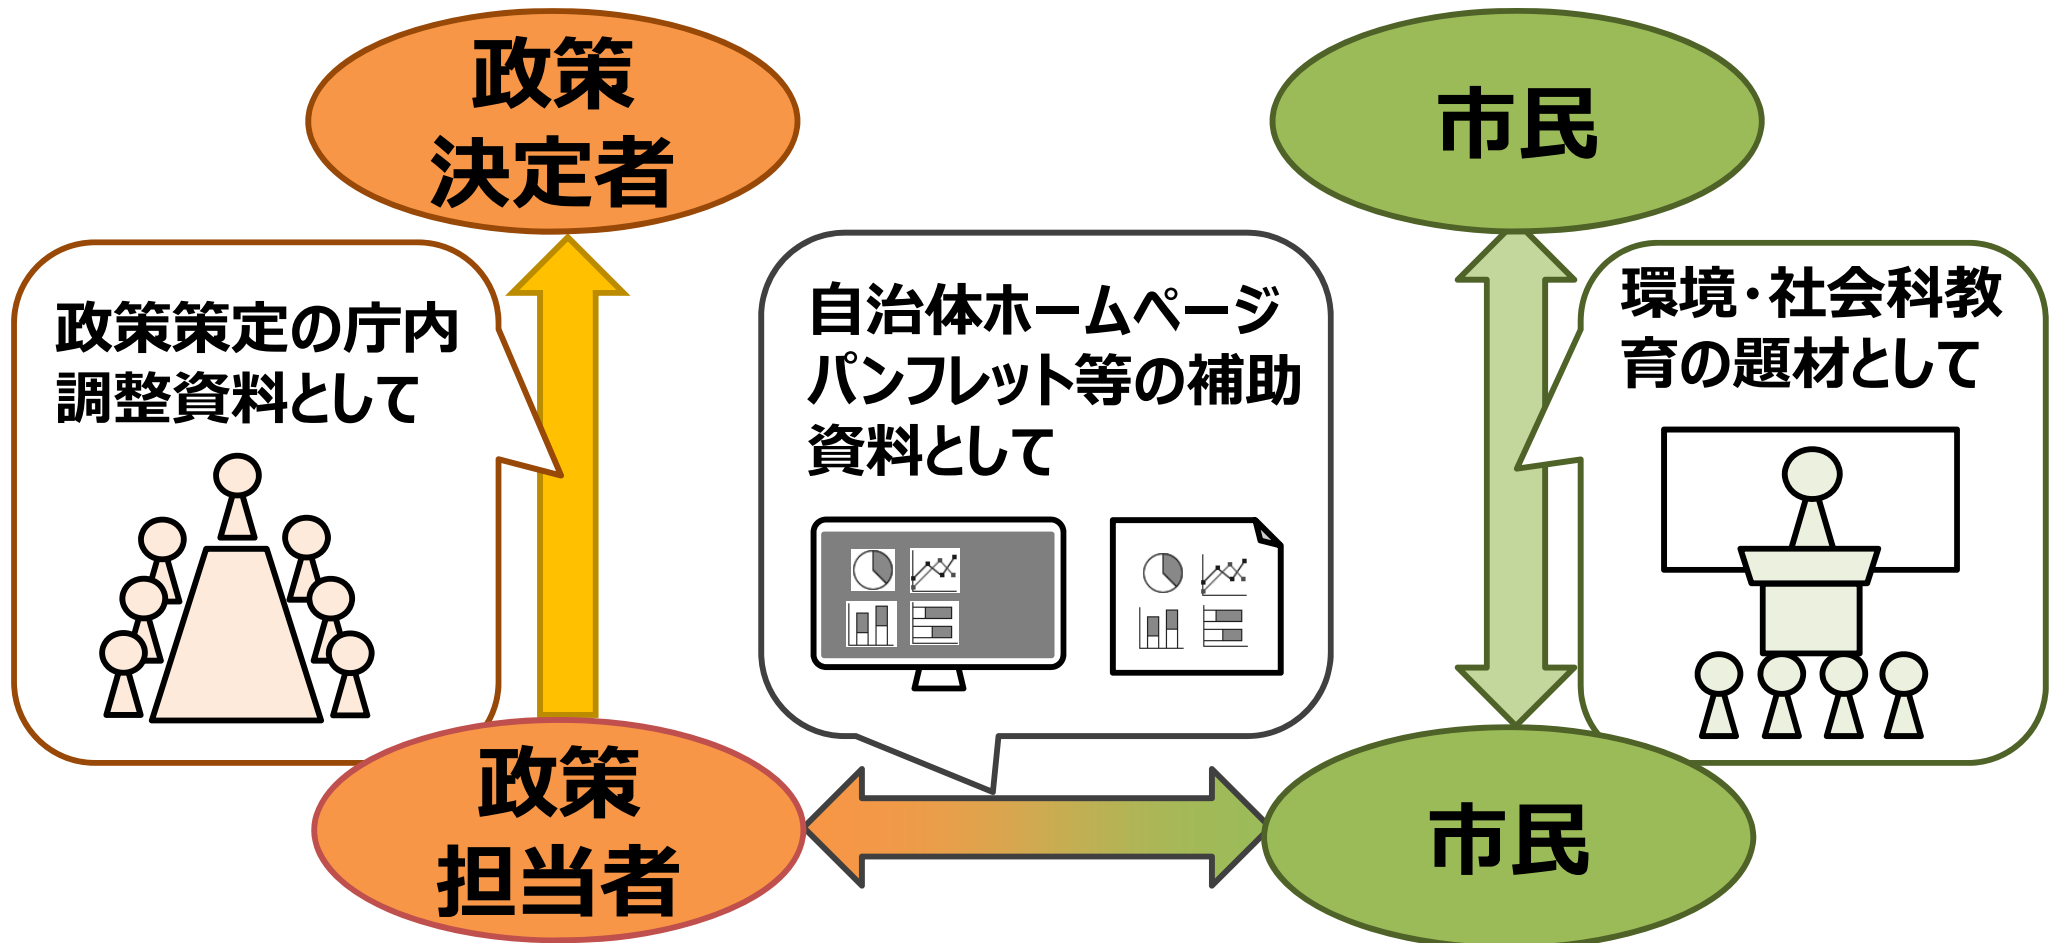 政策
決定者
市民
政策策定の庁内
調整資料として
自治体ホームページ
パンフレット等の補助
資料として
環境・社会科教
育の題材として
政策
担当者
市民